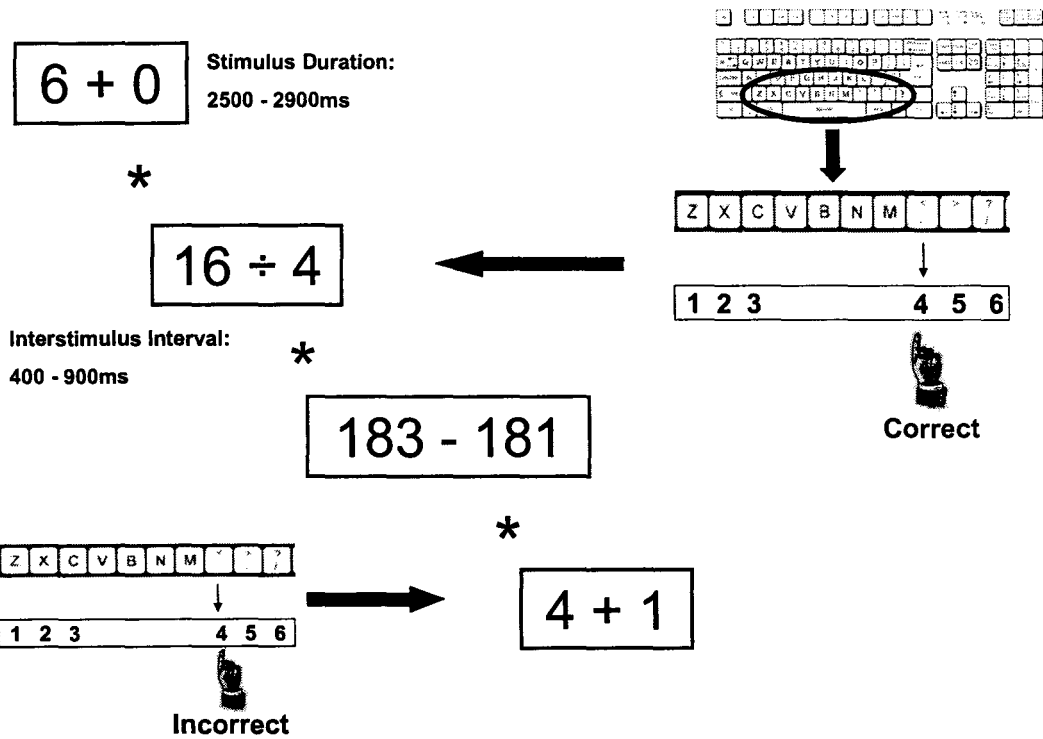 6 + 0
Stimulus Duration:
2500 - 2900ms
*
Z X C V B N M < > ? /
16 ÷ 4
1 2 3 4 5 6
Interstimulus Interval:
400 - 900ms
*
Correct
183 - 181
*
Z X C V B N M < > ? /
4 + 1
1 2 3 4 5 6
Incorrect